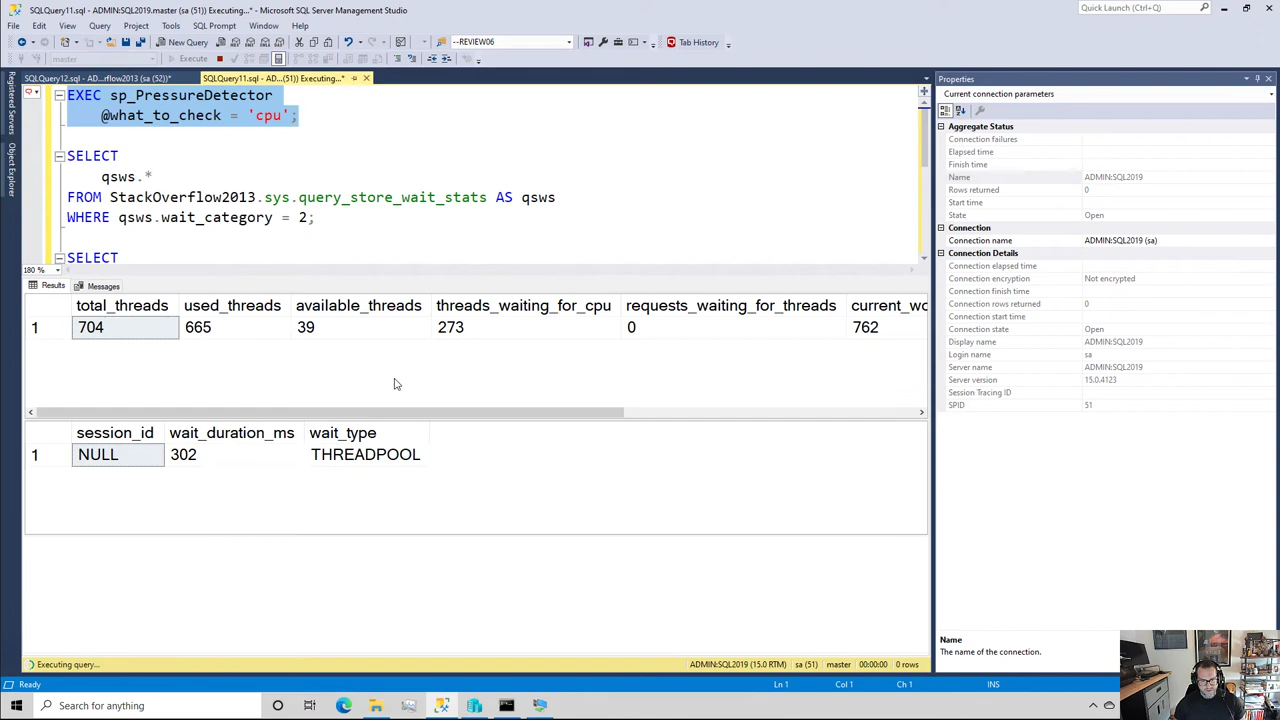 SQLQuery11.sql - ADMIN:SQL2019.master (sa (51)) Executing...* - Microsoft SQL Server Management Studio
Quick Launch (Ctrl+Q)
File Edit View Query Project Tools SQL Prompt Window Help
New Query --REVIEW06 Tab History
master Execute
SQLQuery12.sql - AD...rflow2013 (sa (52))* SQLQuery11.sql - AD...(51)) Executing...*
Registered Servers
Object Explorer
EXEC sp_PressureDetector
@what_to_check = 'cpu';
SELECT
qsws.*
FROM StackOverflow2013.sys.query_store_wait_stats AS qsws
WHERE qsws.wait_category = 2;
SELECT
180 %
Results Messages
total_threads used_threads available_threads threads_waiting_for_cpu requests_waiting_for_threads current_wo
1 704 665 39 273 0 762
session_id wait_duration_ms wait_type
1 NULL 302 THREADPOOL
Executing query... ADMIN:SQL2019 (15.0 RTM) sa (51) master 00:00:00 0 rows
Properties
Current connection parameters
Aggregate Status
Connection failures
Elapsed time
Finish time
Name ADMIN:SQL2019
Rows returned 0
Start time
State Open
Connection
Connection name ADMIN:SQL2019 (sa)
Connection Details
Connection elapsed time
Connection encryption Not encrypted
Connection finish time
Connection rows returned 0
Connection start time
Connection state Open
Display name ADMIN:SQL2019
Login name sa
Server name ADMIN:SQL2019
Server version 15.0.4123
Session Tracing ID
SPID 51
Name
The name of the connection.
Ready Ln 1 Col 1 Ch 1 INS
Search for anything